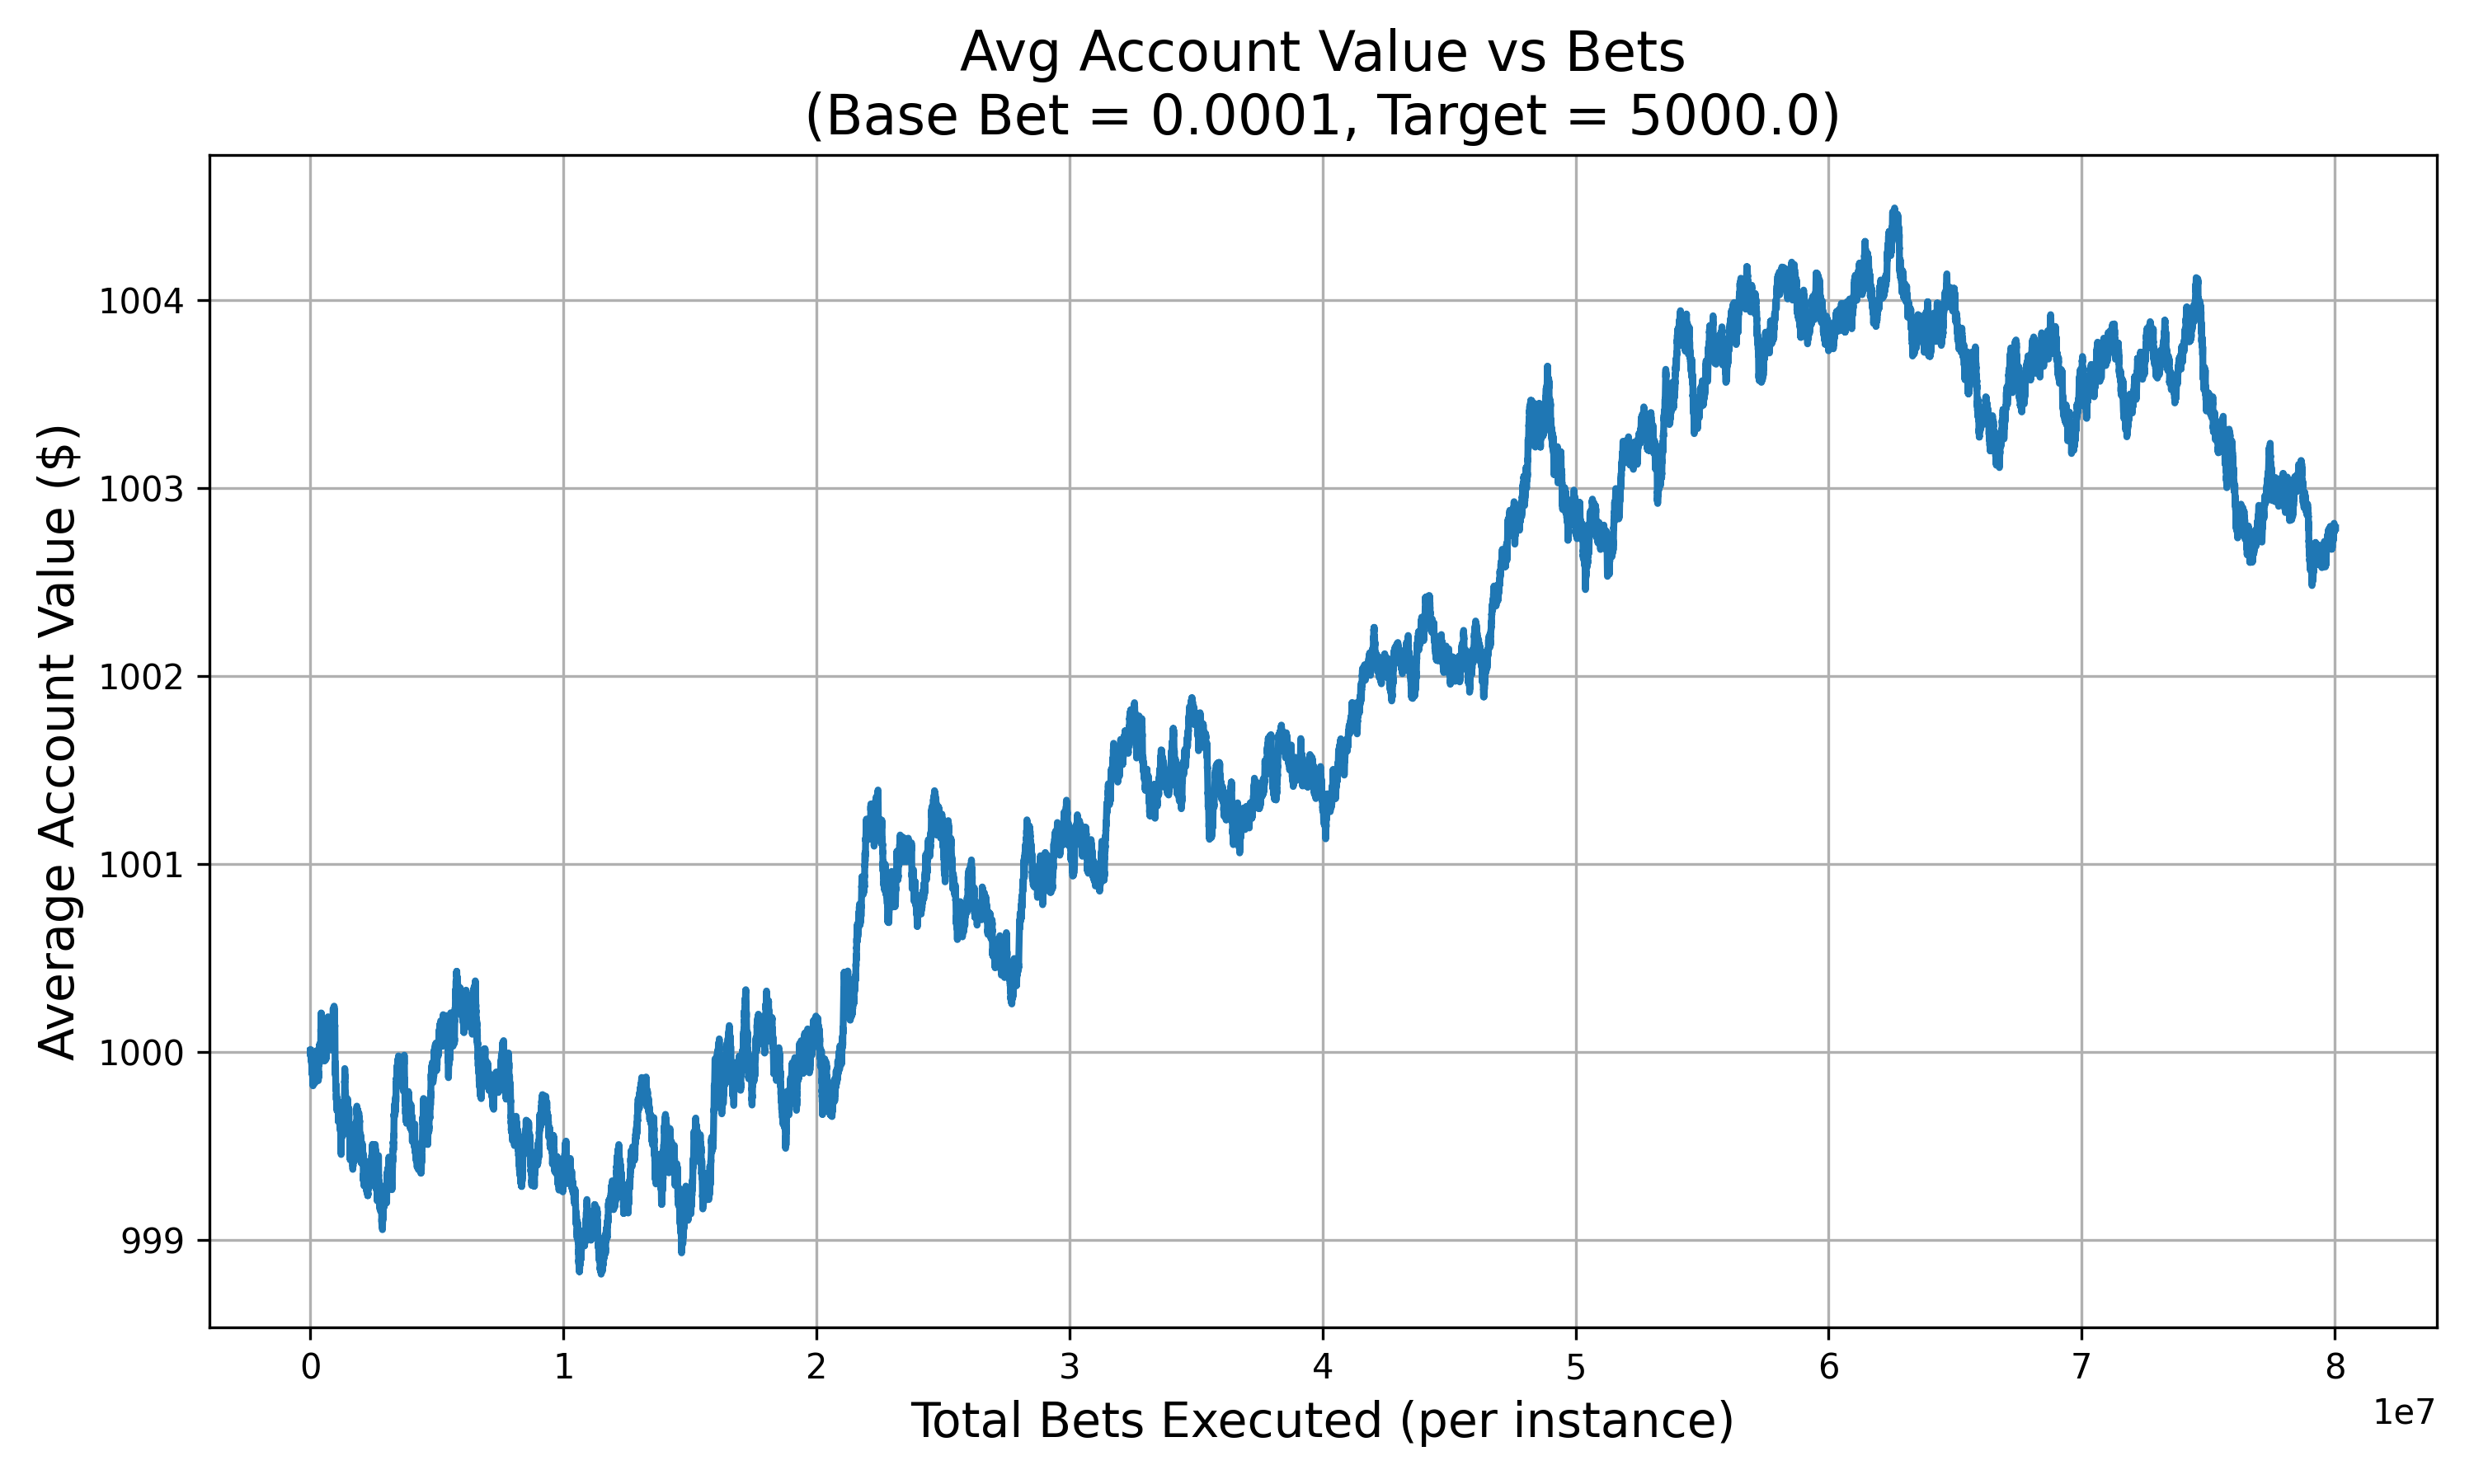 Avg Account Value vs Bets
(Base Bet = 0.0001, Target = 5000.0)
Average Account Value ($)
1004
1003
1002
1001
1000
999
0 1 2 3 4 5 6 7 8
1e7
Total Bets Executed (per instance)